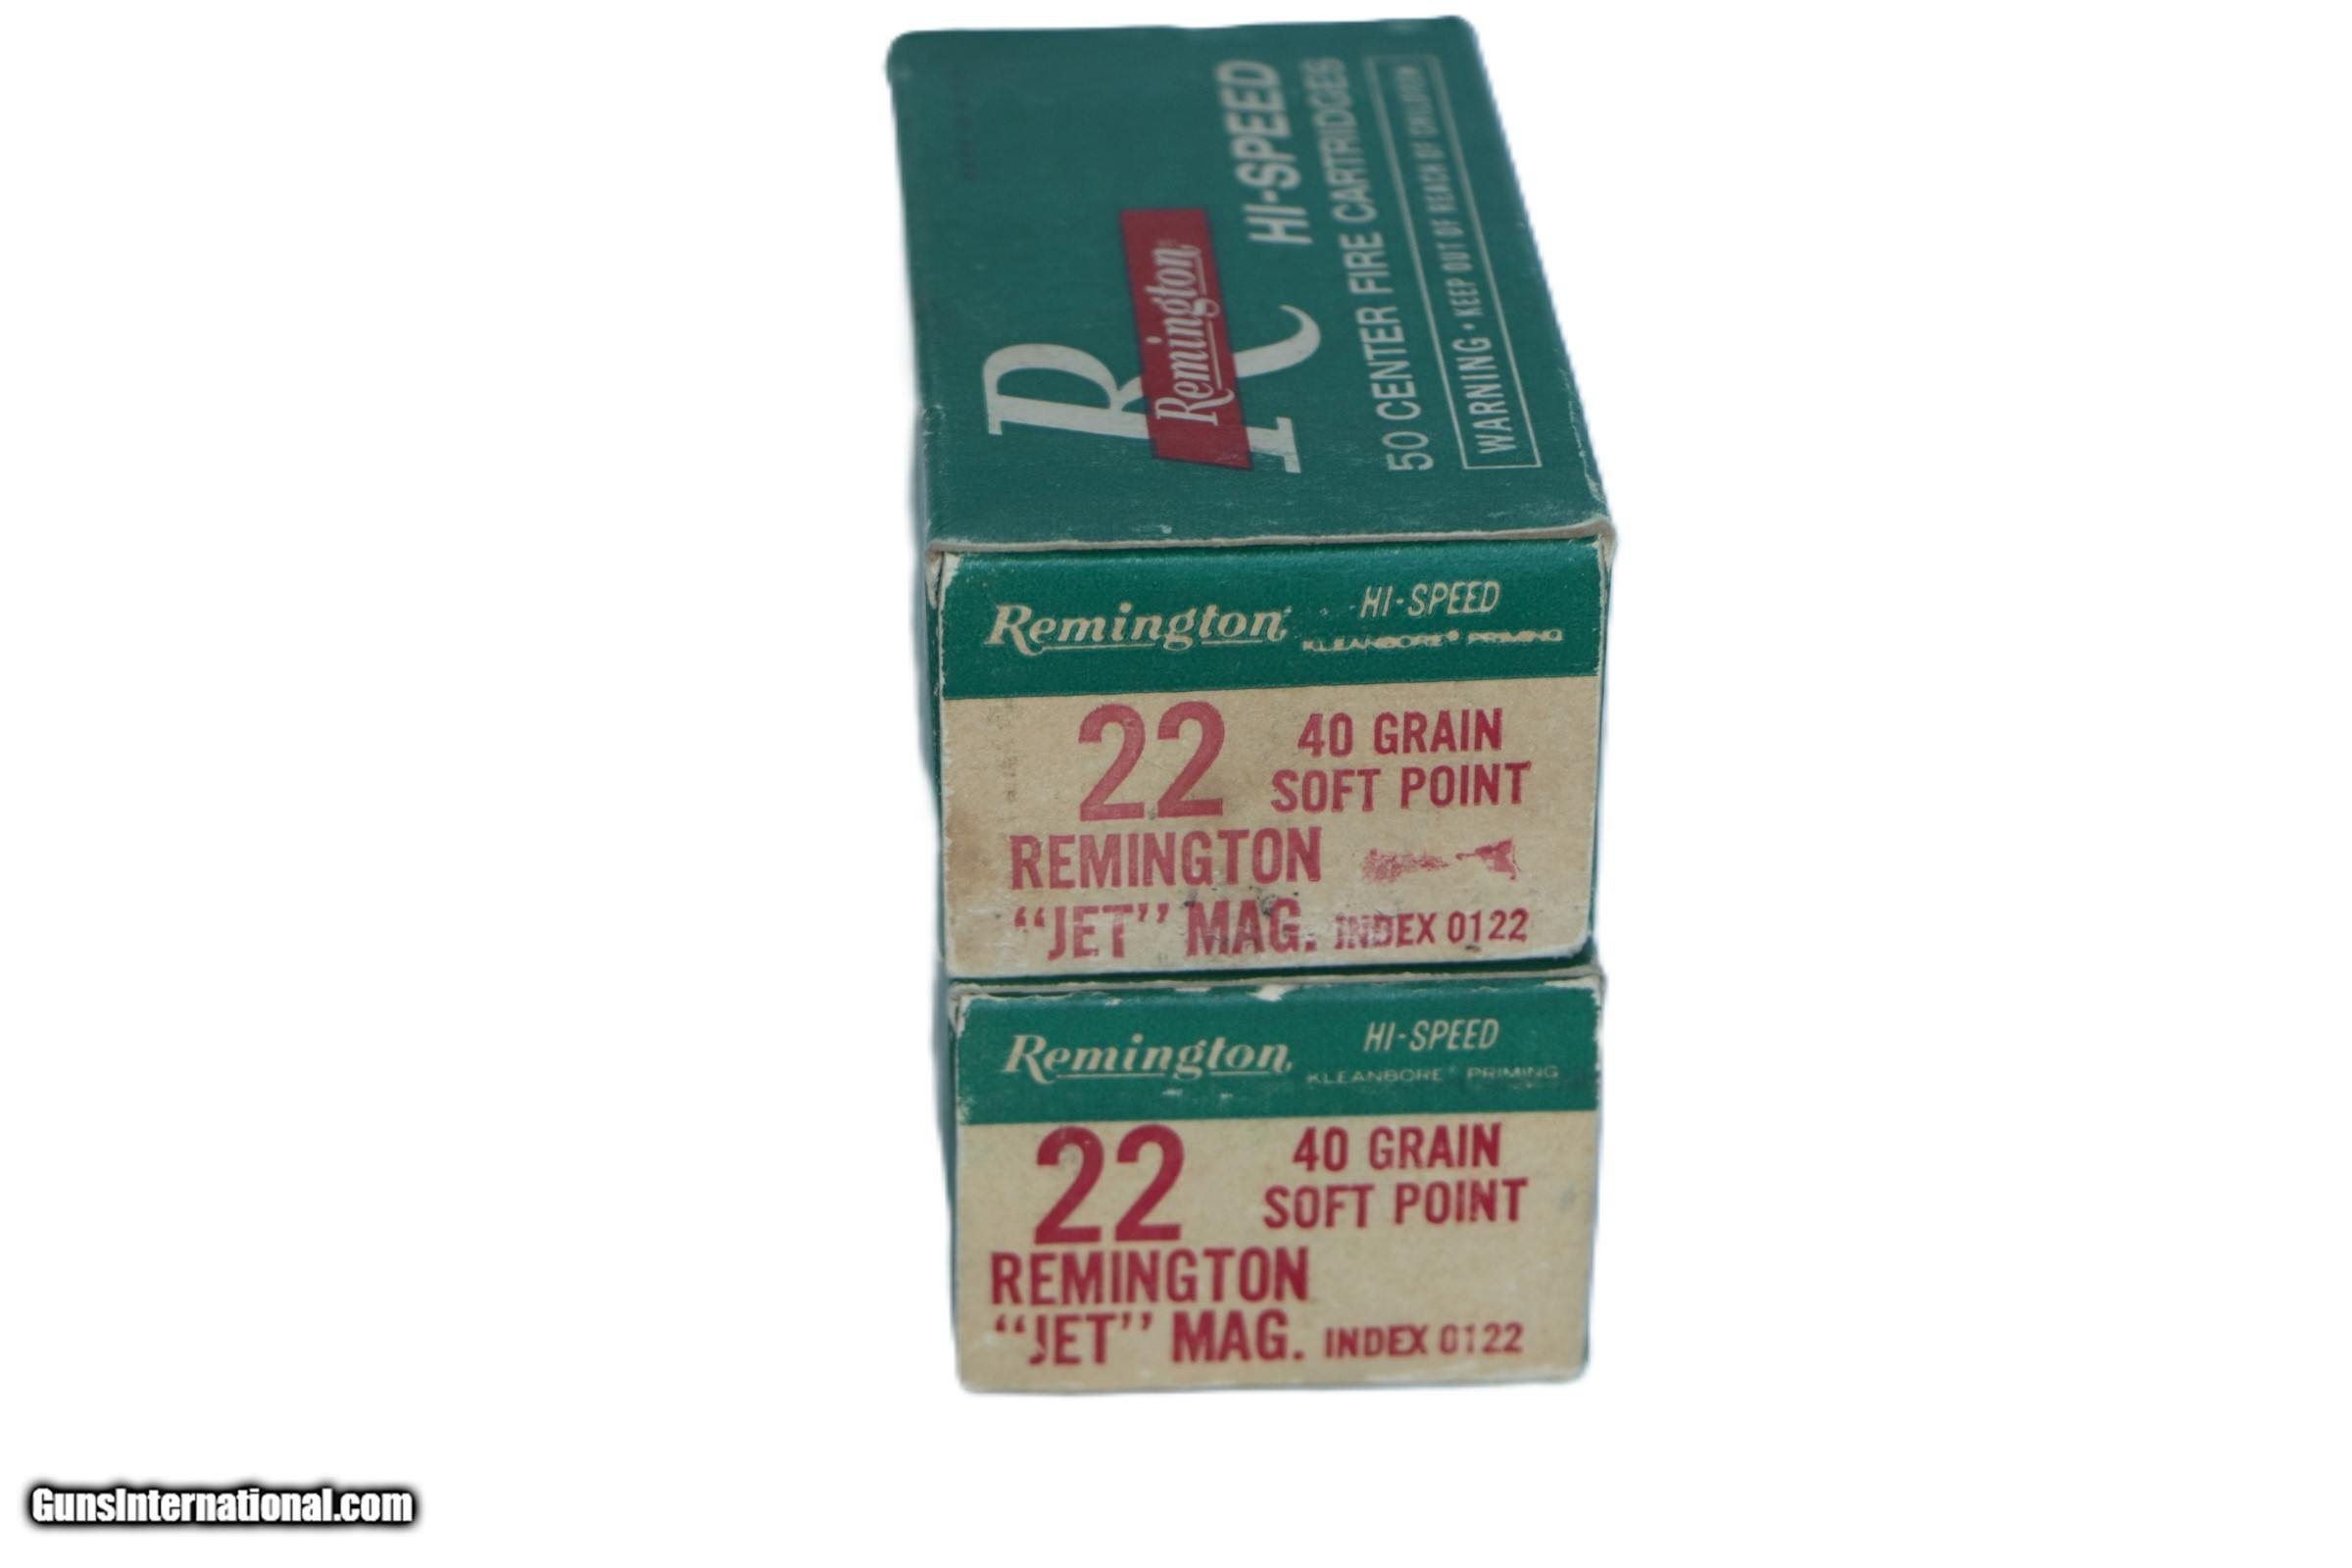 R
Remington
HI-SPEED
50 CENTER FIRE CARTRIDGES
WARNING • KEEP OUT OF REACH OF CHILDREN
Remington HI-SPEED
KLEANBORE® PRIMING
22 40 GRAIN
SOFT POINT
REMINGTON
“JET” MAG. INDEX 0122
Remington HI-SPEED
KLEANBORE® PRIMING
22 40 GRAIN
SOFT POINT
REMINGTON
“JET” MAG. INDEX 0122
GunsInternational.com